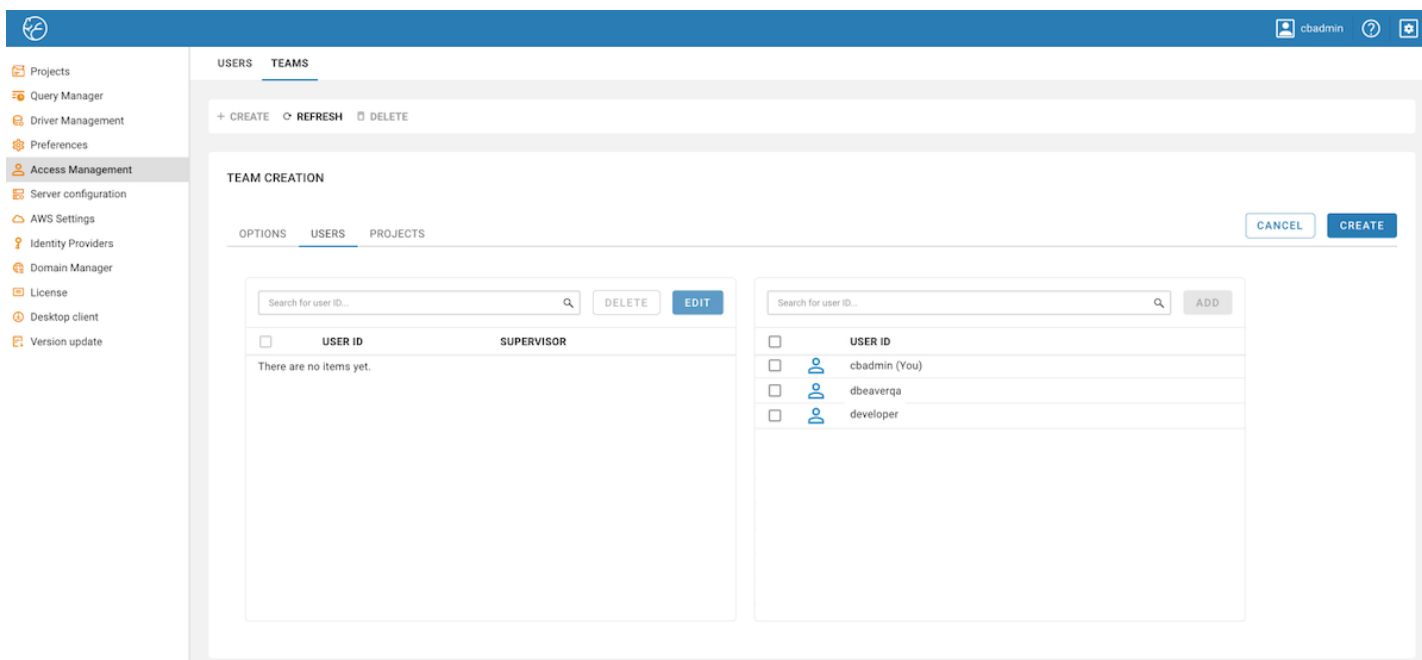 cbadmin
Projects
Query Manager
Driver Management
Preferences
Access Management
Server configuration
AWS Settings
Identity Providers
Domain Manager
License
Desktop client
Version update
USERS TEAMS
+ CREATE REFRESH DELETE
TEAM CREATION
OPTIONS USERS PROJECTS
CANCEL CREATE
Search for user ID... DELETE EDIT
USER ID SUPERVISOR
There are no items yet.
Search for user ID... ADD
USER ID
cbadmin (You)
dbeaverqa
developer